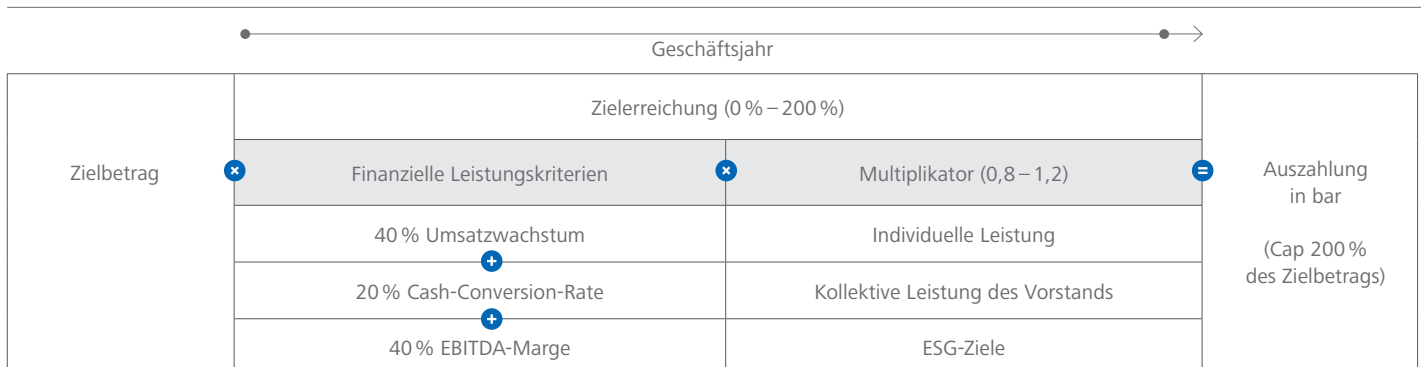 Geschäftsjahr
Zielerreichung (0 % – 200 %)
Zielbetrag
×
Finanzielle Leistungskriterien
×
Multiplikator (0,8 – 1,2)
=
Auszahlung
in bar
(Cap 200 %
des Zielbetrags)
40 % Umsatzwachstum
Individuelle Leistung
+
20 % Cash-Conversion-Rate
Kollektive Leistung des Vorstands
+
40 % EBITDA-Marge
ESG-Ziele